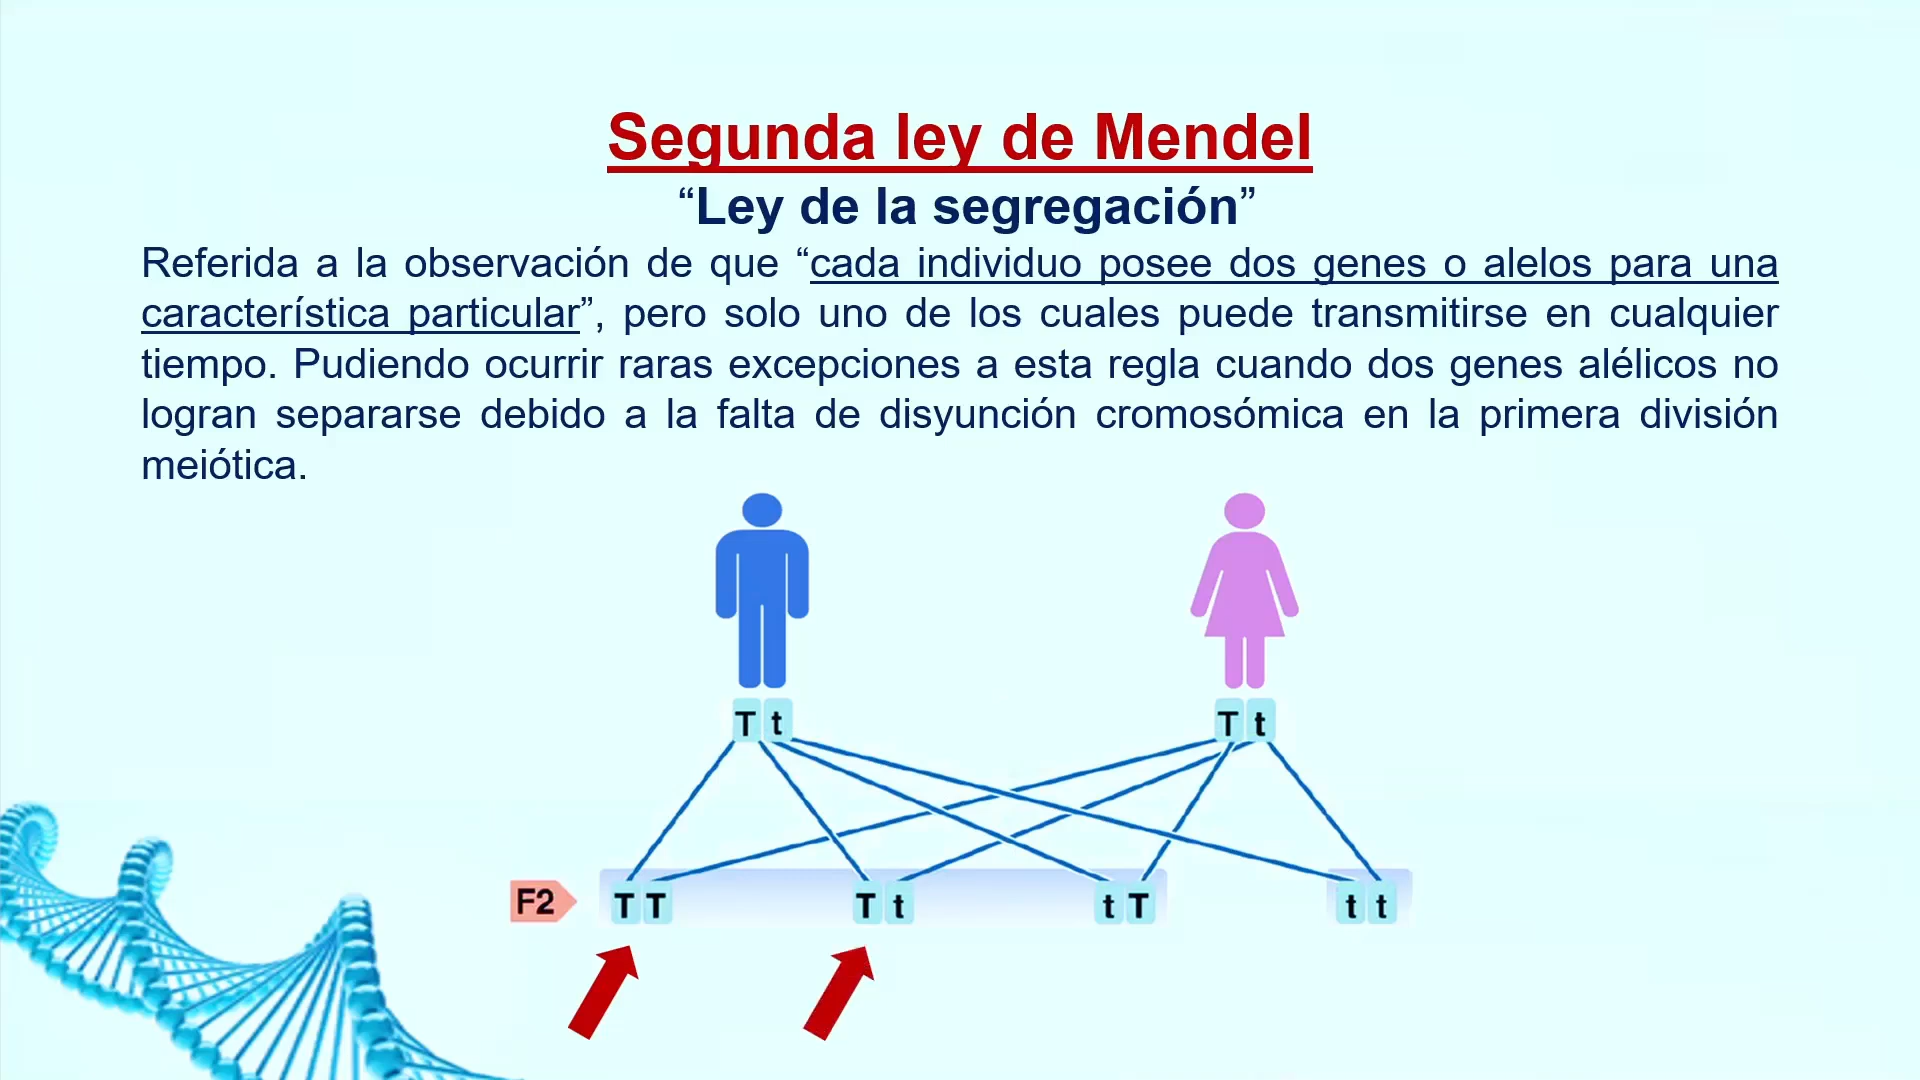 Segunda ley de Mendel
“Ley de la segregación”
Referida a la observación de que “cada individuo posee dos genes o alelos para una
característica particular”, pero solo uno de los cuales puede transmitirse en cualquier
tiempo. Pudiendo ocurrir raras excepciones a esta regla cuando dos genes alélicos no
logran separarse debido a la falta de disyunción cromosómica en la primera división
meiótica.
T t T t
F2 T T T t t T t t